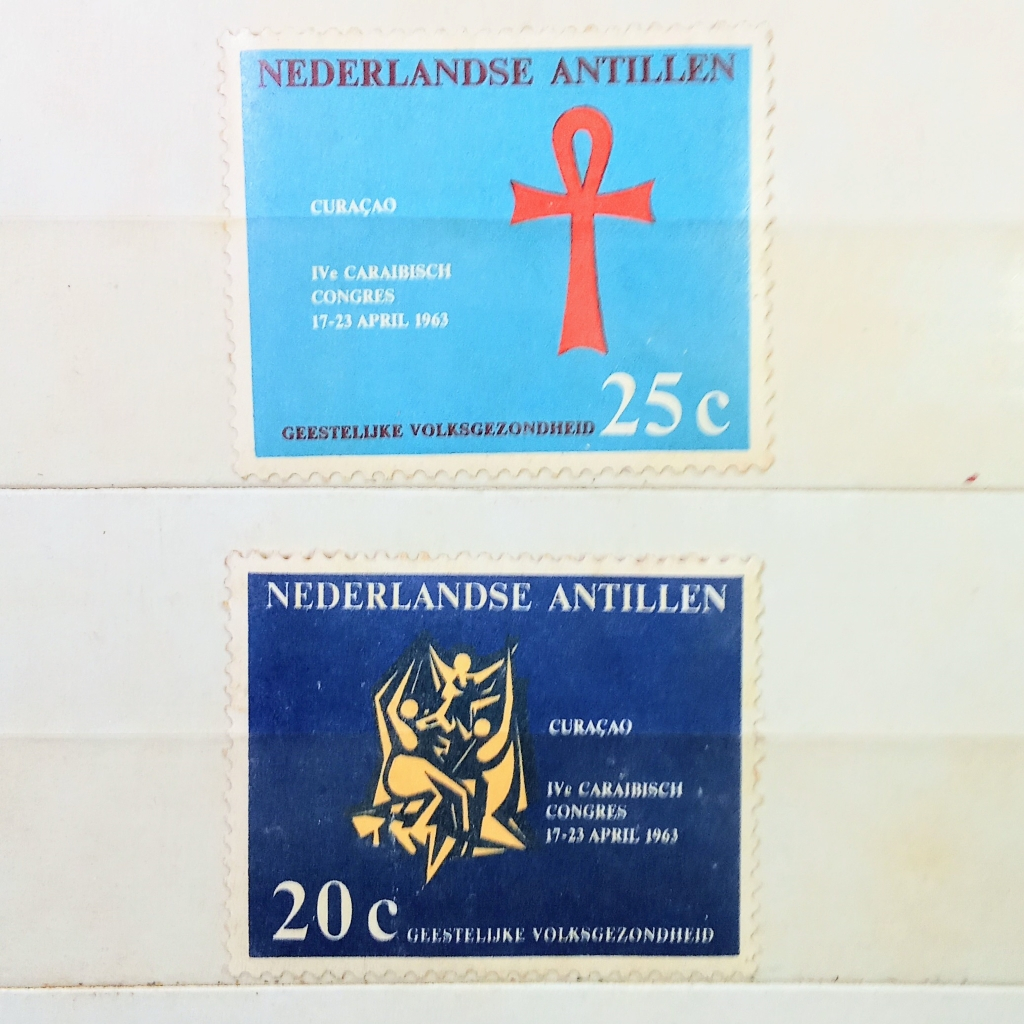 NEDERLANDSE ANTILLEN
CURAÇAO
IVe CARAIBISCH
CONGRES
17-23 APRIL 1963
25 c
GEESTELIJKE VOLKSGEZONDHEID
NEDERLANDSE ANTILLEN
CURAÇAO
IVe CARAIBISCH
CONGRES
17-23 APRIL 1963
20 c
GEESTELIJKE VOLKSGEZONDHEID